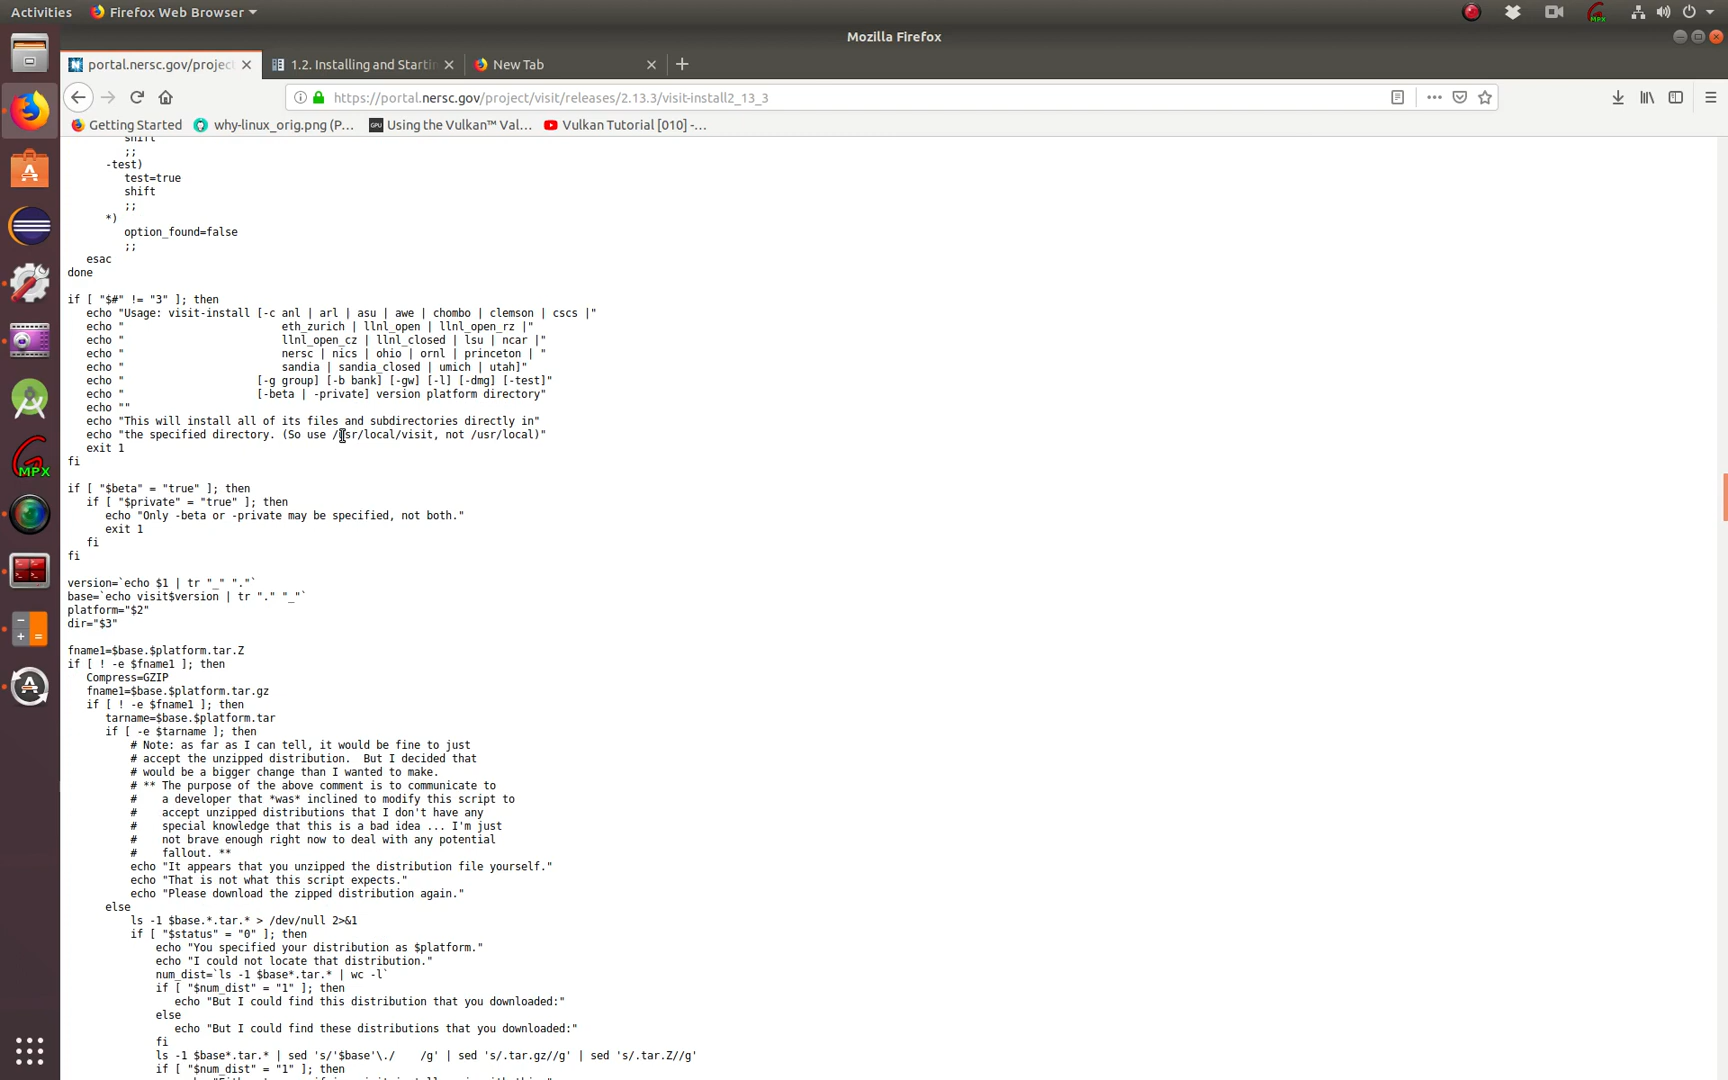 Activities
Firefox Web Browser
MPX
Mozilla Firefox
portal.nersc.gov/project
1.2. Installing and Startin
New Tab
https://portal.nersc.gov/project/visit/releases/2.13.3/visit-install2_13_3
Getting Started
why-linux_orig.png (P...
Using the Vulkan™ Val...
Vulkan Tutorial [010] -...
shift
;;
-test)
test=true
shift
;;
*)
option_found=false
;;
esac
done
if [ "$#" != "3" ]; then
echo "Usage: visit-install [-c anl | arl | asu | awe | chombo | clemson | cscs |"
echo " eth_zurich | llnl_open | llnl_open_rz |"
echo " llnl_open_cz | llnl_closed | lsu | ncar |"
echo " nersc | nics | ohio | ornl | princeton | "
echo " sandia | sandia_closed | umich | utah]"
echo " [-g group] [-b bank] [-gw] [-l] [-dmg] [-test]"
echo " [-beta | -private] version platform directory"
echo ""
echo "This will install all of its files and subdirectories directly in"
echo "the specified directory. (So use /usr/local/visit, not /usr/local)"
exit 1
fi
if [ "$beta" = "true" ]; then
if [ "$private" = "true" ]; then
echo "Only -beta or -private may be specified, not both."
exit 1
fi
fi
version=`echo $1 | tr "_" "."`
base=`echo visit$version | tr "." "_"`
platform="$2"
dir="$3"
fname1=$base.$platform.tar.Z
if [ ! -e $fname1 ]; then
Compress=GZIP
fname1=$base.$platform.tar.gz
if [ ! -e $fname1 ]; then
tarname=$base.$platform.tar
if [ -e $tarname ]; then
# Note: as far as I can tell, it would be fine to just
# accept the unzipped distribution.  But I decided that
# would be a bigger change than I wanted to make.
# ** The purpose of the above comment is to communicate to
# a developer that *was* inclined to modify this script to
# accept unzipped distributions that I don't have any
# special knowledge that this is a bad idea ... I'm just
# not brave enough right now to deal with any potential
# fallout. **
echo "It appears that you unzipped the distribution file yourself."
echo "That is not what this script expects."
echo "Please download the zipped distribution again."
else
ls -1 $base.*.tar.* > /dev/null 2>&1
if [ "$status" = "0" ]; then
echo "You specified your distribution as $platform."
echo "I could not locate that distribution."
num_dist=`ls -1 $base*.tar.* | wc -l`
if [ "$num_dist" = "1" ]; then
echo "But I could find this distribution that you downloaded:"
else
echo "But I could find these distributions that you downloaded:"
fi
ls -1 $base*.tar.* | sed 's/'$base'\./    /g' | sed 's/.tar.gz//g' | sed 's/.tar.Z//g'
if [ "$num_dist" = "1" ]; then
MPX